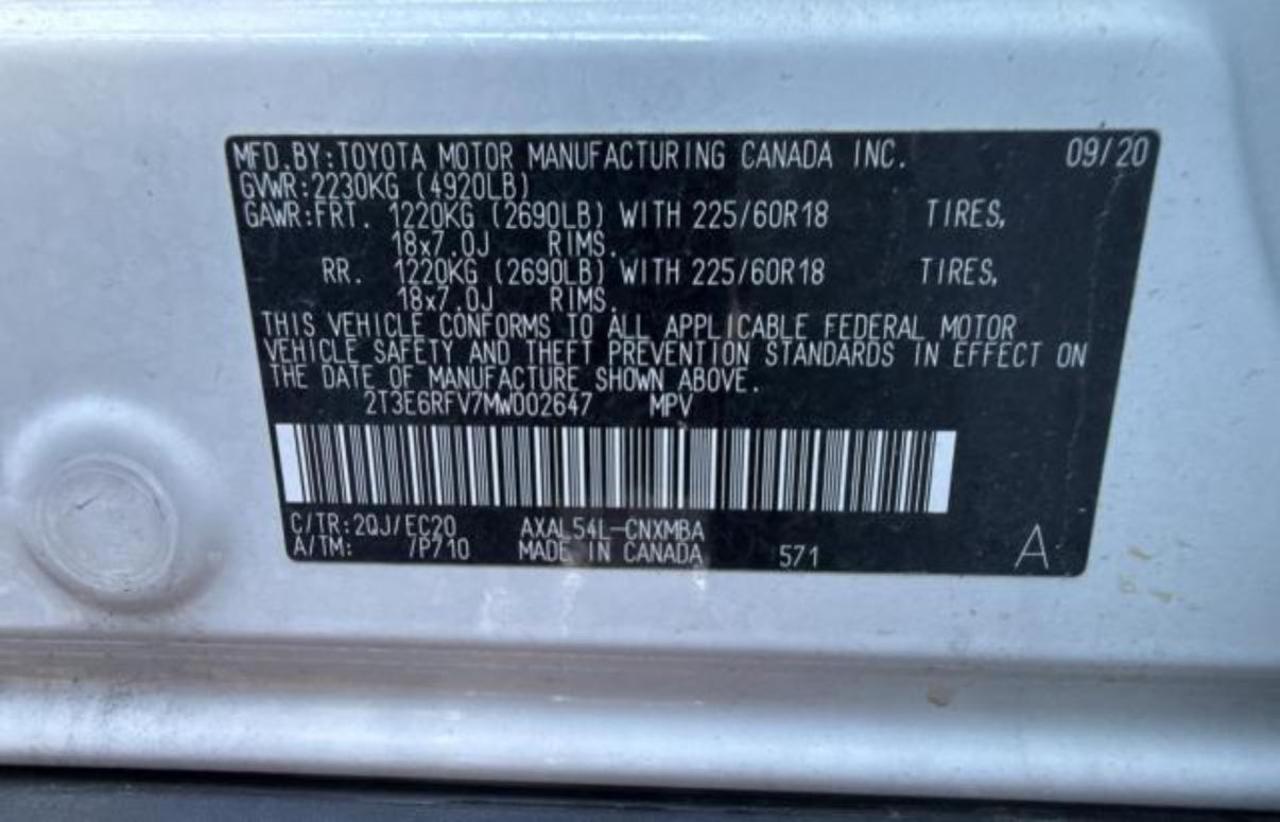 MFD.BY:TOYOTA MOTOR MANUFACTURING CANADA INC. 09/20
GVWR:2230KG (4920LB)
GAWR:FRT. 1220KG (2690LB) WITH 225/60R18 TIRES,
18x7.0J RIMS.
RR. 1220KG (2690LB) WITH 225/60R18 TIRES,
18x7.0J RIMS.
THIS VEHICLE CONFORMS TO ALL APPLICABLE FEDERAL MOTOR
VEHICLE SAFETY AND THEFT PREVENTION STANDARDS IN EFFECT ON
THE DATE OF MANUFACTURE SHOWN ABOVE.
2T3E6RFV7MW002647 MPV
C/TR:2QJ/EC20 AXAL54L-CNXMBA
A/TM: /P710 MADE IN CANADA 571 A